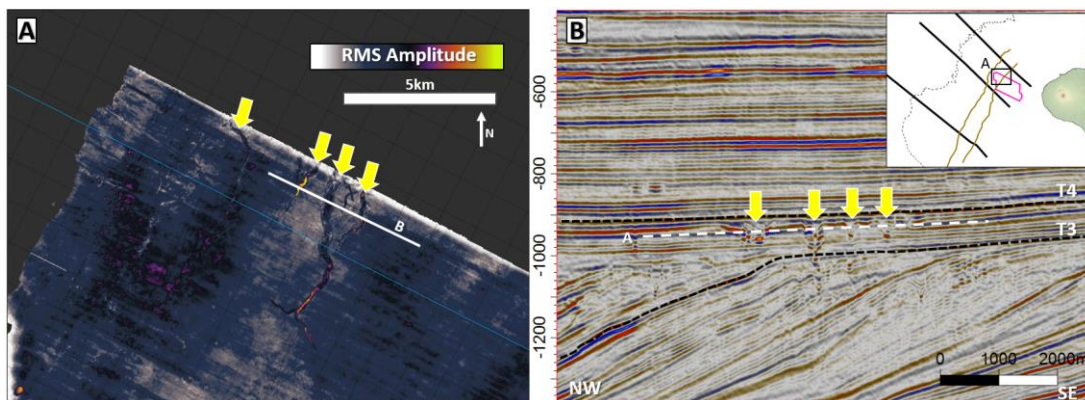 A
RMS Amplitude
5km
N
B
B
-600
-800
-1000
-1200
A
T4
A
T3
0 1000 2000m
NW
SE